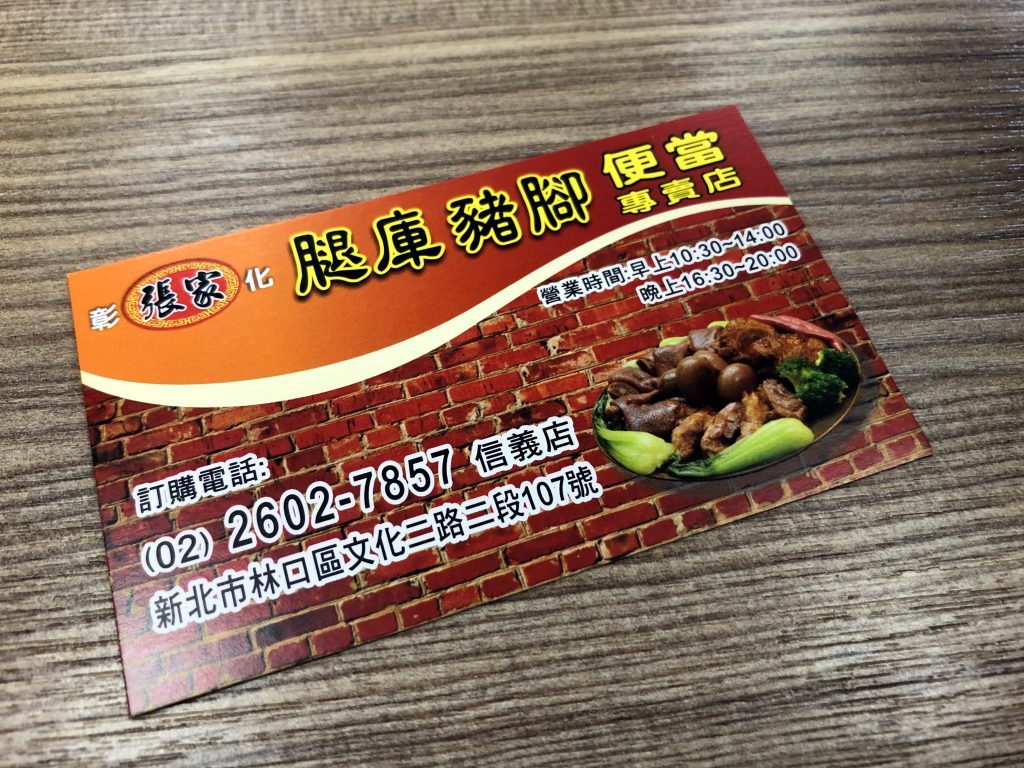 彰 張家 化 腿庫豬腳 便當
專賣店
營業時間:早上10:30~14:00
晚上16:30~20:00
訂購電話:
(02) 2602-7857 信義店
新北市林口區文化二路二段107號